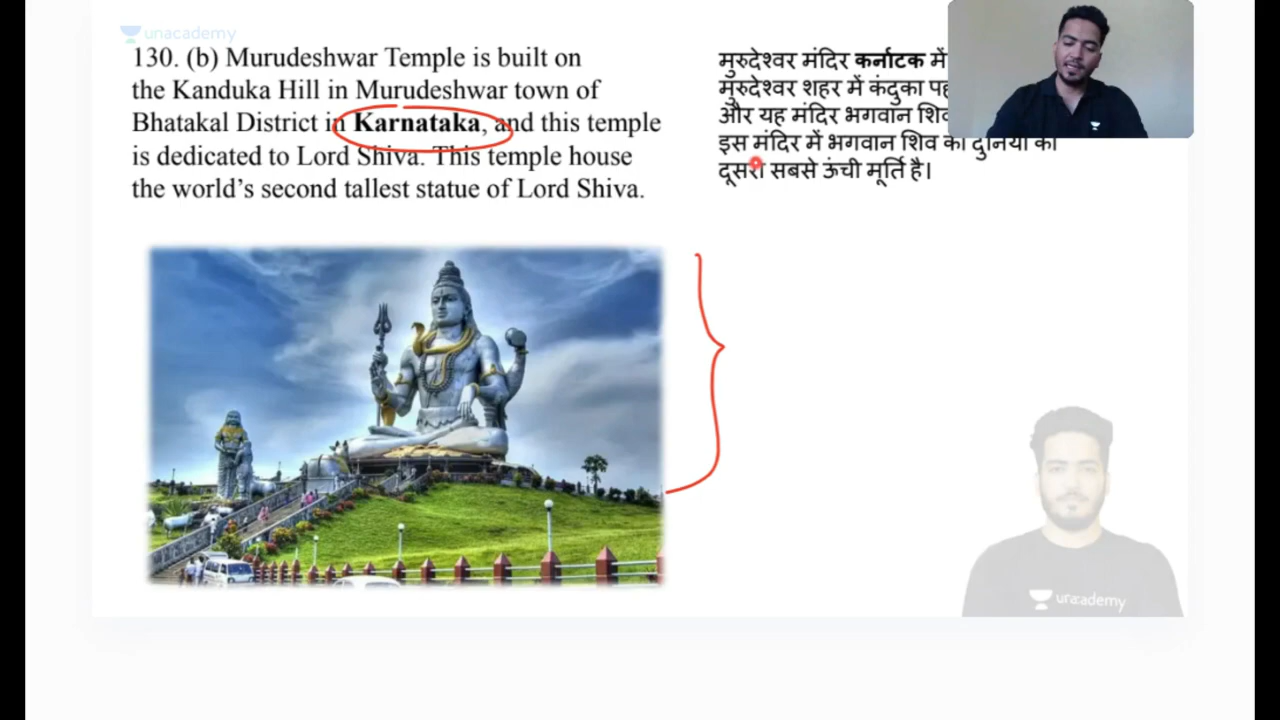 unacademy
130. (b) Murudeshwar Temple is built on
the Kanduka Hill in Murudeshwar town of
Bhatakal District in Karnataka, and this temple
is dedicated to Lord Shiva. This temple house
the world's second tallest statue of Lord Shiva.
मुरुदेश्वर मंदिर कर्नाटक में
मुरुदेश्वर शहर में कंदुका
और यह मंदिर भगवान
इस मंदिर में भगवान शिव की दुनिया की
दूसरी सबसे ऊंची मूर्ति है।
unacademy